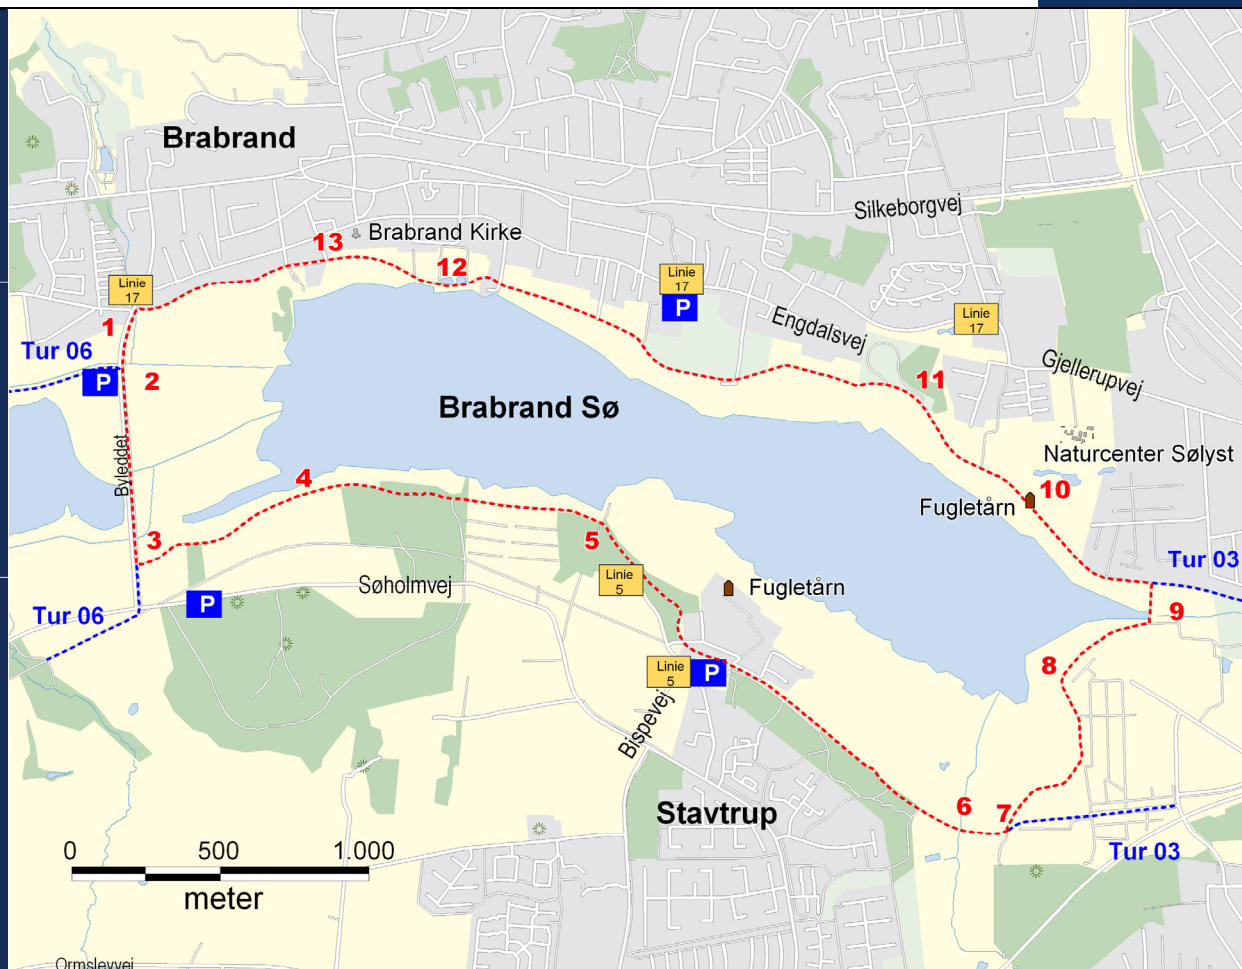 Brabrand
Silkeborgvej
13
Brabrand Kirke
12
Linie
17
Linie
17
P
Linie
17
1
Engdalsvej
Tur 06
Gjellerupvej
P
2
11
Brabrand Sø
Byleddet
Naturcenter Sølyst
4
10
Fugletårn
3
5
Tur 03
Linie
5
Søholmvej
Fugletårn
P
Tur 06
9
8
Linie
5
P
Bispevej
6
7
Stavtrup
0
500
1.000
meter
Tur 03
Ormslevvej